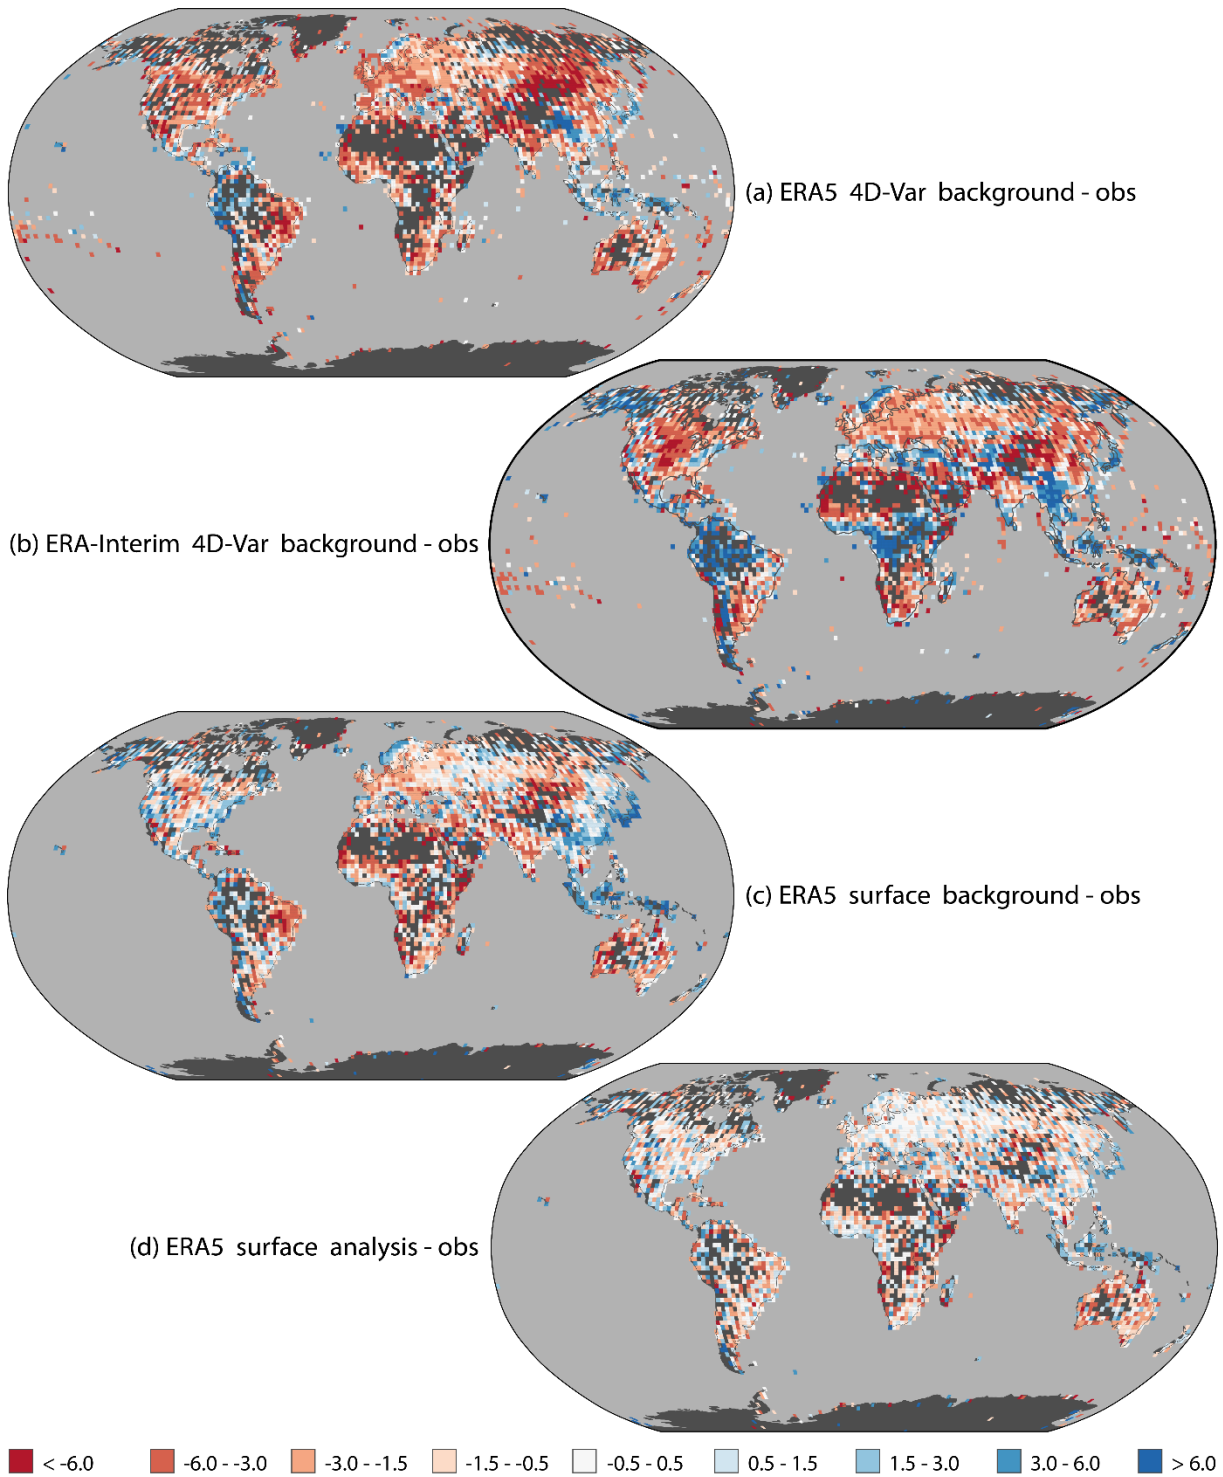 (a) ERA5 4D-Var background - obs
(b) ERA-Interim 4D-Var background - obs
(c) ERA5 surface background - obs
(d) ERA5 surface analysis - obs
< -6.0 -6.0 - -3.0 -3.0 - -1.5 -1.5 - -0.5 -0.5 - 0.5 0.5 - 1.5 1.5 - 3.0 3.0 - 6.0 > 6.0